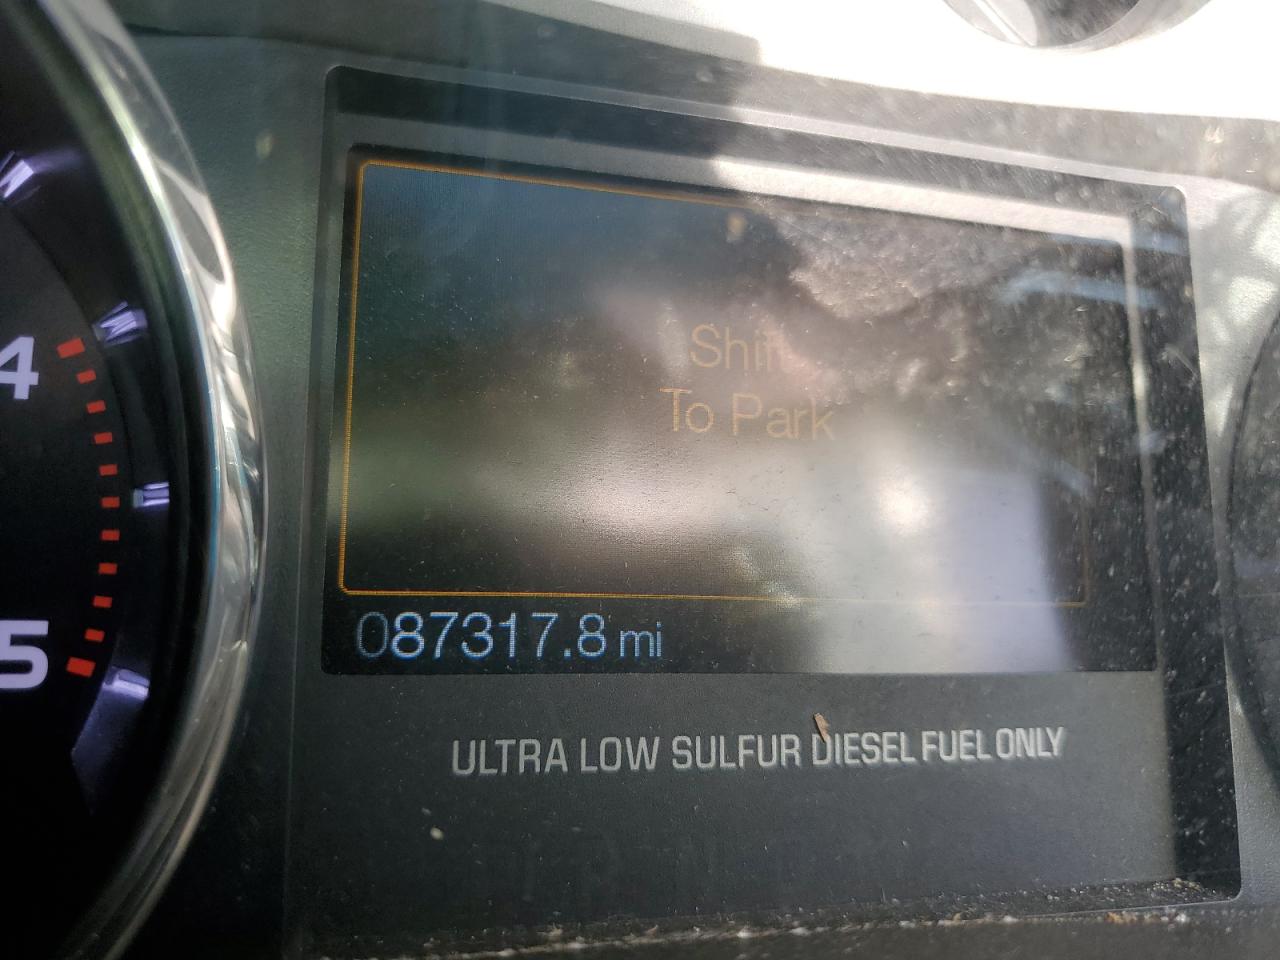 4
5
Shift
To Park
087317.8 mi
ULTRA LOW SULFUR DIESEL FUEL ONLY